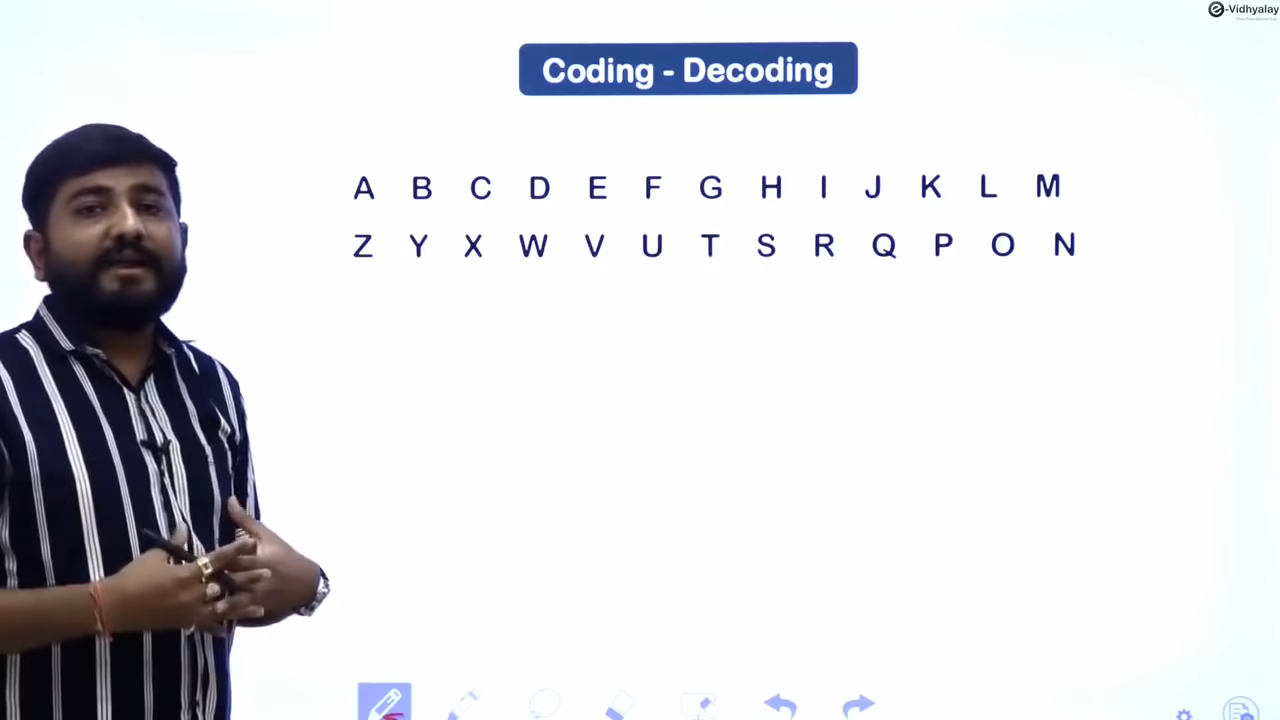 e-Vidhyalay
Coding - Decoding
A B C D E F G H I J K L M
Z Y X W V U T S R Q P O N